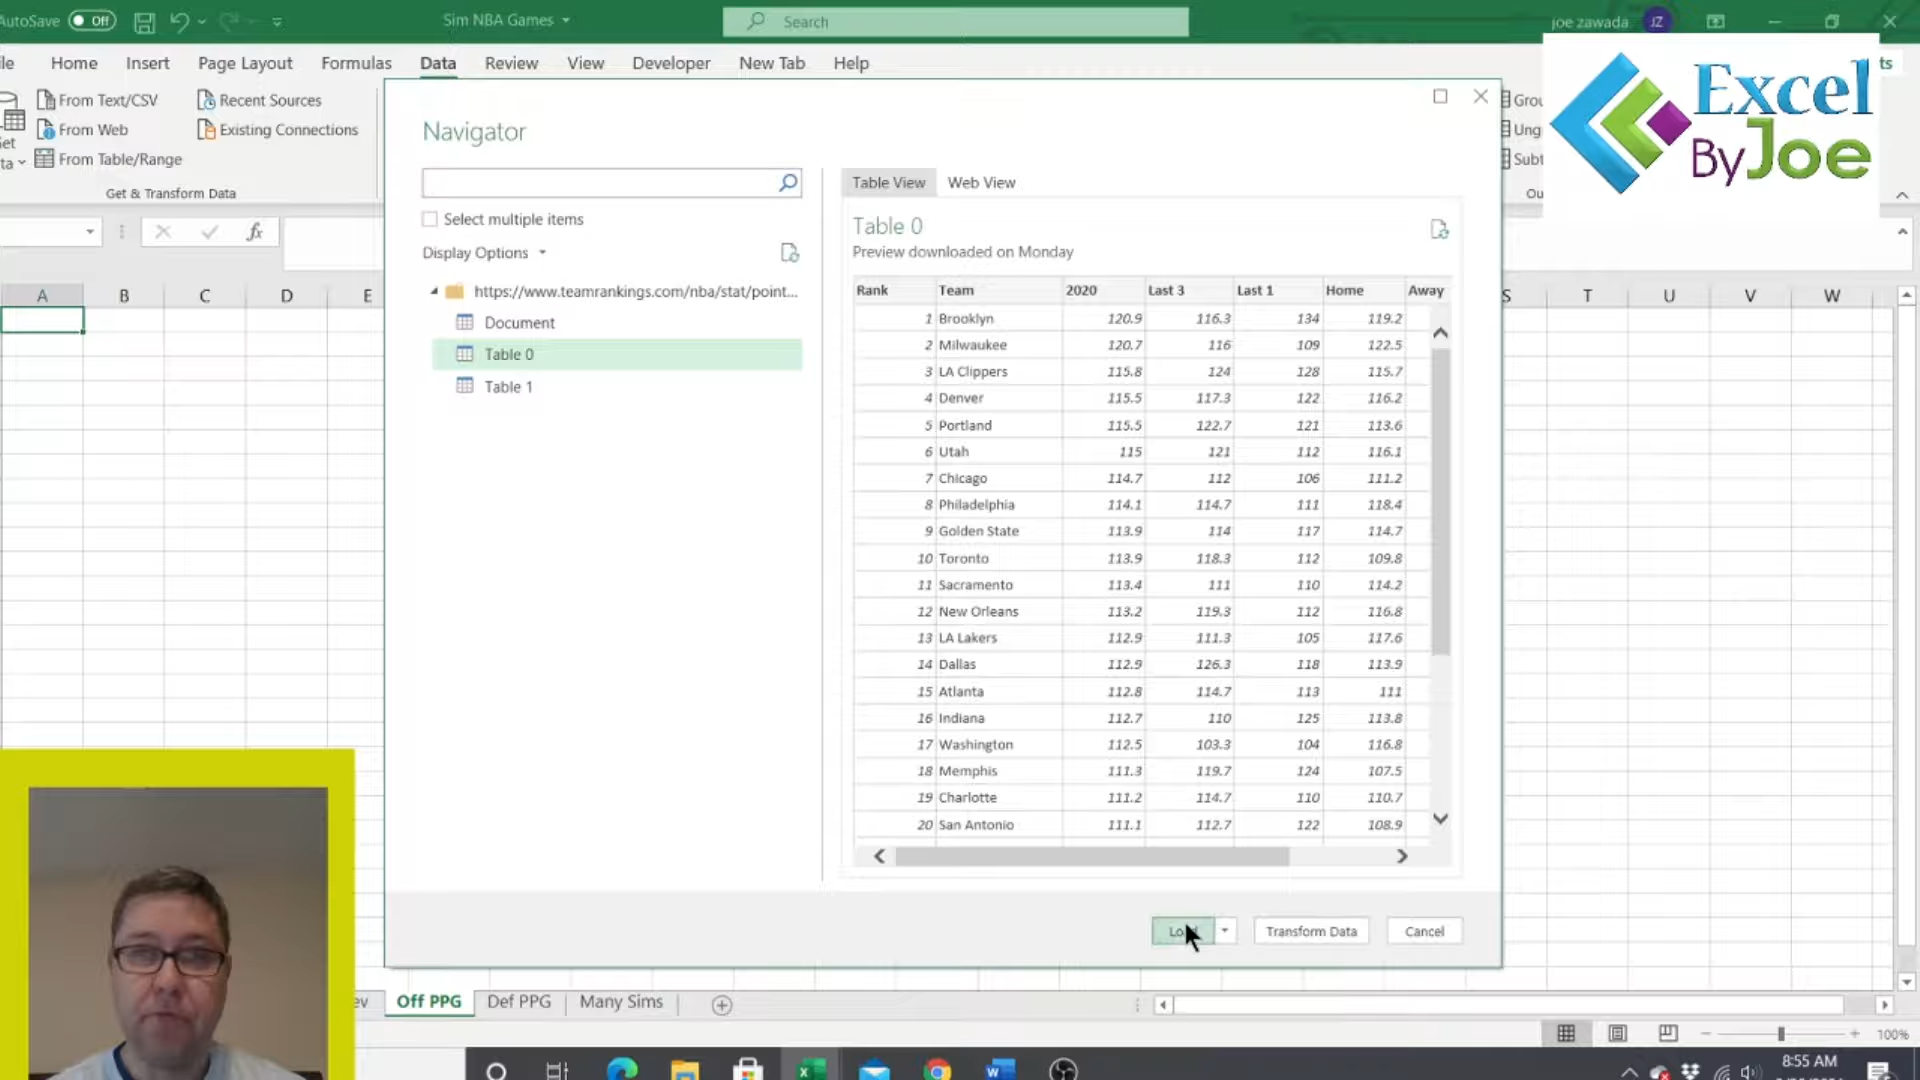 AutoSave Off Sim NBA Games Search joe zawada JZ
Home Insert Page Layout Formulas Data Review View Developer New Tab Help
Excel
ByJoe
From Text/CSV Recent Sources
From Web Existing Connections
From Table/Range
Get & Transform Data
fx
A B C D E S T U V W
Navigator
Select multiple items
Display Options
https://www.teamrankings.com/nba/stat/point...
Document
Table 0
Table 1
Table View Web View
Table 0
Preview downloaded on Monday
Rank Team 2020 Last 3 Last 1 Home Away
1 Brooklyn 120.9 116.3 134 119.2
2 Milwaukee 120.7 116 109 122.5
3 LA Clippers 115.8 124 128 115.7
4 Denver 115.5 117.3 122 116.2
5 Portland 115.5 122.7 121 113.6
6 Utah 115 121 112 116.1
7 Chicago 114.7 112 106 111.2
8 Philadelphia 114.1 114.7 111 118.4
9 Golden State 113.9 114 117 114.7
10 Toronto 113.9 118.3 112 109.8
11 Sacramento 113.4 111 110 114.2
12 New Orleans 113.2 119.3 112 116.8
13 LA Lakers 112.9 111.3 105 117.6
14 Dallas 112.9 126.3 118 113.9
15 Atlanta 112.8 114.7 113 111
16 Indiana 112.7 110 125 113.8
17 Washington 112.5 103.3 104 116.8
18 Memphis 111.3 119.7 124 107.5
19 Charlotte 111.2 114.7 110 110.7
20 San Antonio 111.1 112.7 122 108.9
Transform Data Cancel
Off PPG Def PPG Many Sims
100%
8:55 AM